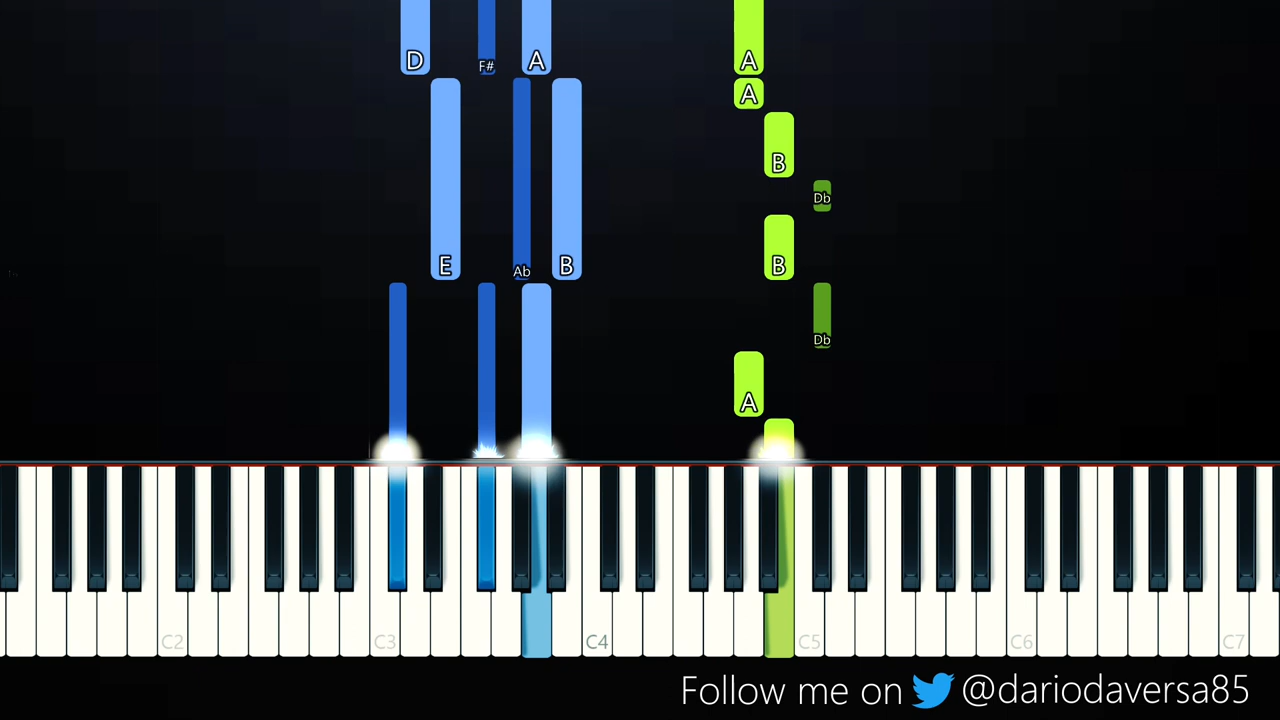 D F# A A
A
B
Db
E Ab B B
Db
A
C2 C3 C4 C5 C6 C7
Follow me on @dariodaversa85